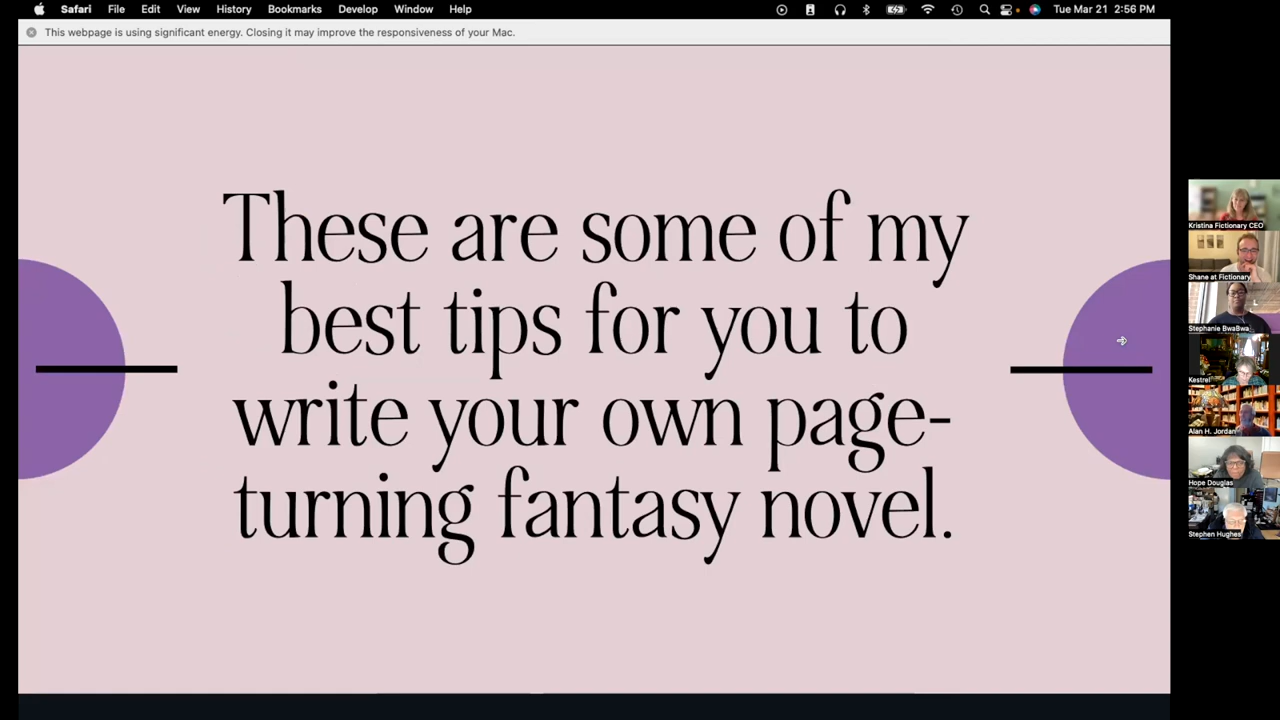 Safari File Edit View History Bookmarks Develop Window Help Tue Mar 21 2:56 PM
This webpage is using significant energy. Closing it may improve the responsiveness of your Mac.
These are some of my
best tips for you to
write your own page-
turning fantasy novel.
Kristina Fictionary CEO
Shane at Fictionary
Stephanie BwaBwa
Kestrel
Alan H. Jordan
Hope Douglas
Stephen Hughes